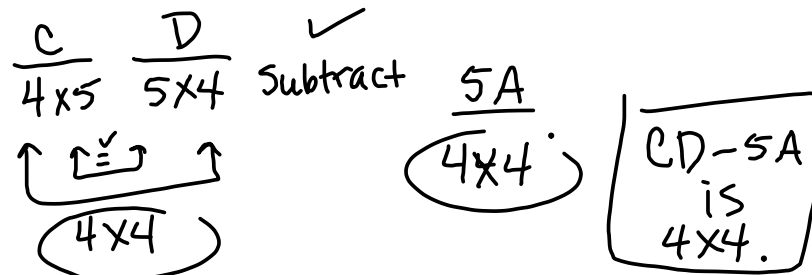 C D ✓
4x5 5x4 Subtract 5A
= ✓ 4x4.
4x4
CD-5A
is
4x4.